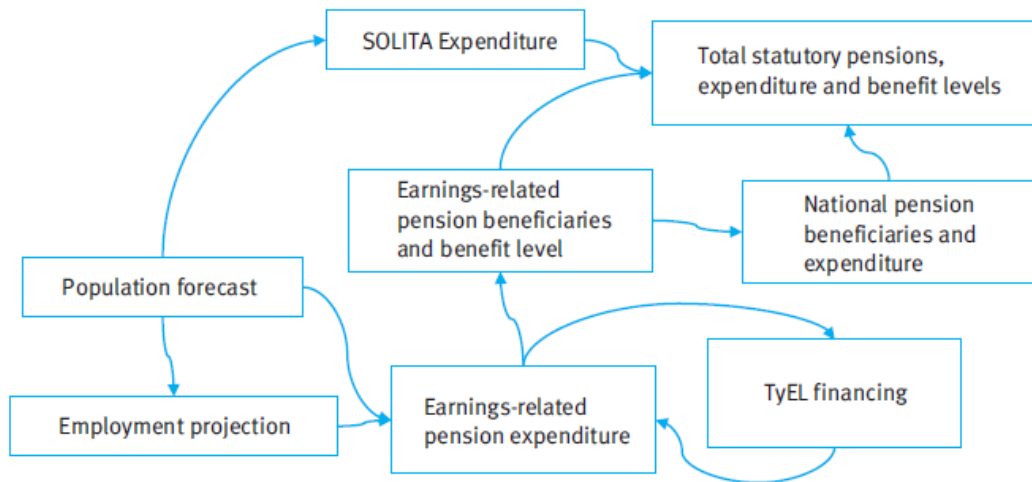 SOLITA Expenditure
Total statutory pensions,
expenditure and benefit levels
Earnings-related
pension beneficiaries
and benefit level
National pension
beneficiaries and
expenditure
Population forecast
Employment projection
Earnings-related
pension expenditure
TyEL financing